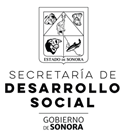 ESTADO DE SONORA
SECRETARÍA DE
DESARROLLO
SOCIAL
GOBIERNO
DE SONORA